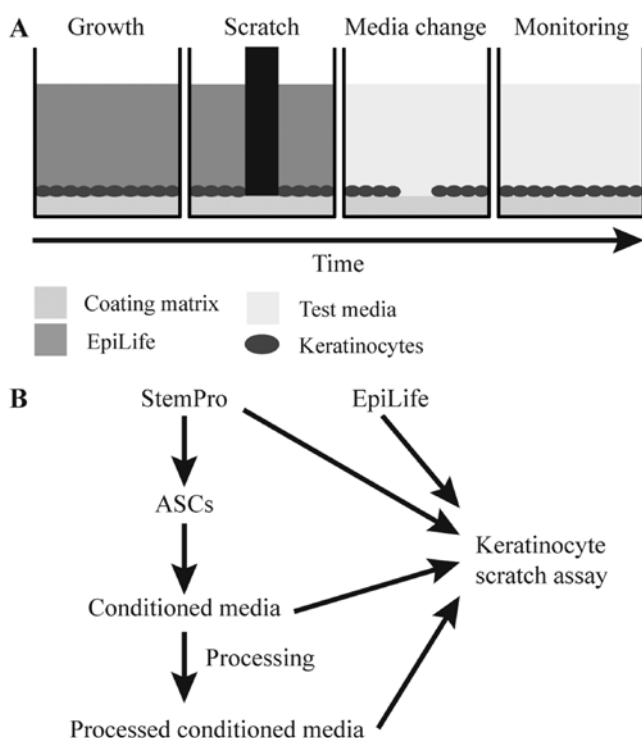 A
Growth
Scratch
Media change
Monitoring
Time
Coating matrix
Test media
EpiLife
Keratinocytes
B
StemPro
EpiLife
ASCs
Keratinocyte
scratch assay
Conditioned media
Processing
Processed conditioned media